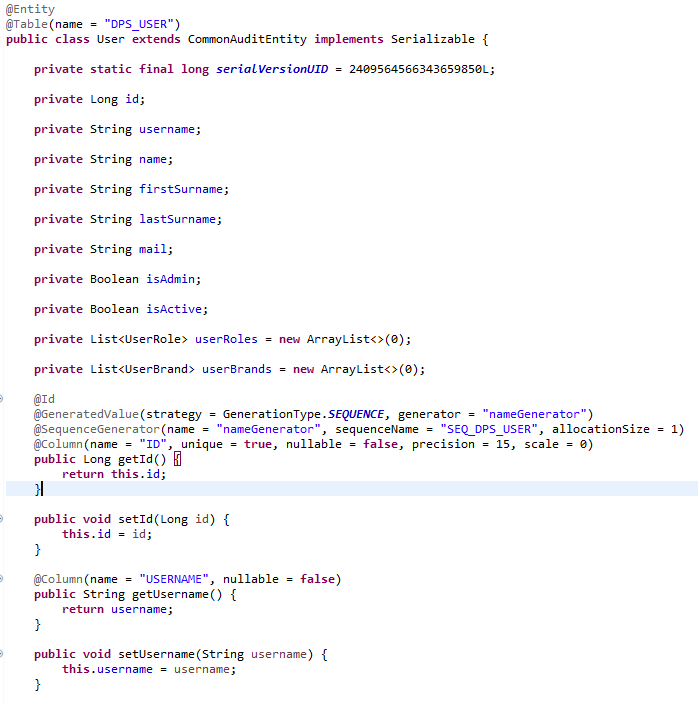 @Entity
@Table(name = "DPS_USER")
public class User extends CommonAuditEntity implements Serializable {
private static final long serialVersionUID = 2409564566343659850L;
private Long id;
private String username;
private String name;
private String firstSurname;
private String lastSurname;
private String mail;
private Boolean isAdmin;
private Boolean isActive;
private List<UserRole> userRoles = new ArrayList<>(0);
private List<UserBrand> userBrands = new ArrayList<>(0);
@Id
@GeneratedValue(strategy = GenerationType.SEQUENCE, generator = "nameGenerator")
@SequenceGenerator(name = "nameGenerator", sequenceName = "SEQ_DPS_USER", allocationSize = 1)
@Column(name = "ID", unique = true, nullable = false, precision = 15, scale = 0)
public Long getId() {
return this.id;
}
public void setId(Long id) {
this.id = id;
}
@Column(name = "USERNAME", nullable = false)
public String getUsername() {
return username;
}
public void setUsername(String username) {
this.username = username;
}